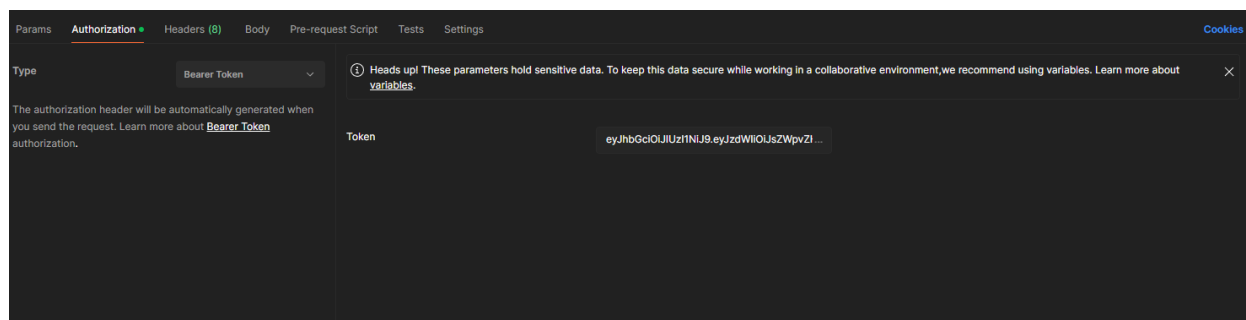 Params Authorization Headers (8) Body Pre-request Script Tests Settings Cookies
Type Bearer Token
The authorization header will be automatically generated when
you send the request. Learn more about Bearer Token
authorization.
Heads up! These parameters hold sensitive data. To keep this data secure while working in a collaborative environment,we recommend using variables. Learn more about
variables.
Token eyJhbGciOiJIUzI1NiJ9.eyJzdWIiOiJsZWpvZI...